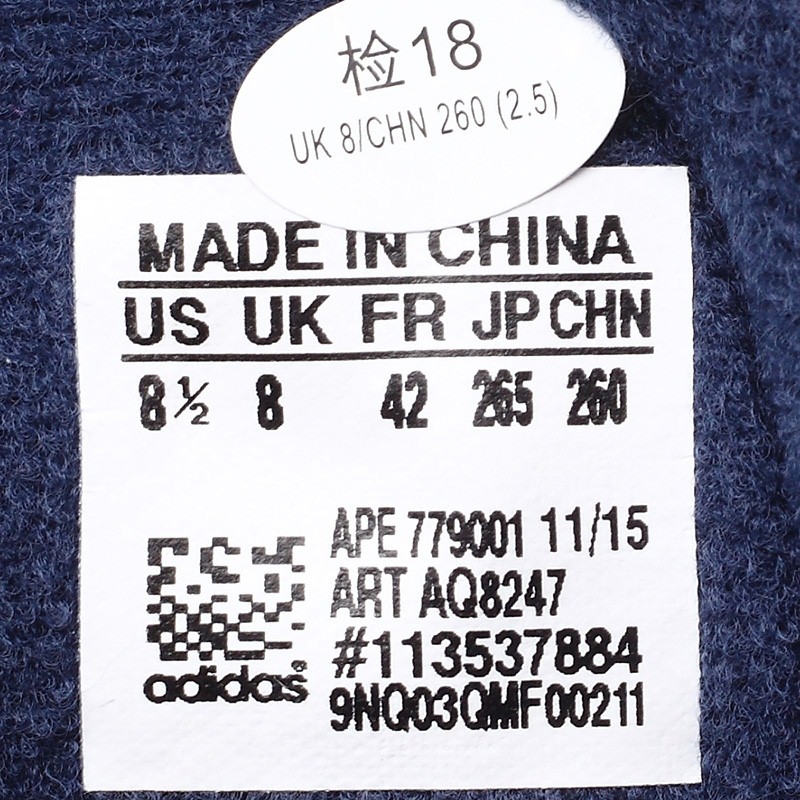 检18
UK 8/CHN 260 (2.5)
MADE IN CHINA
US UK FR JP CHN
8½ 8 42 265 260
APE 779001 11/15
ART AQ8247
#113537884
adidas®
9NQ03QMF00211